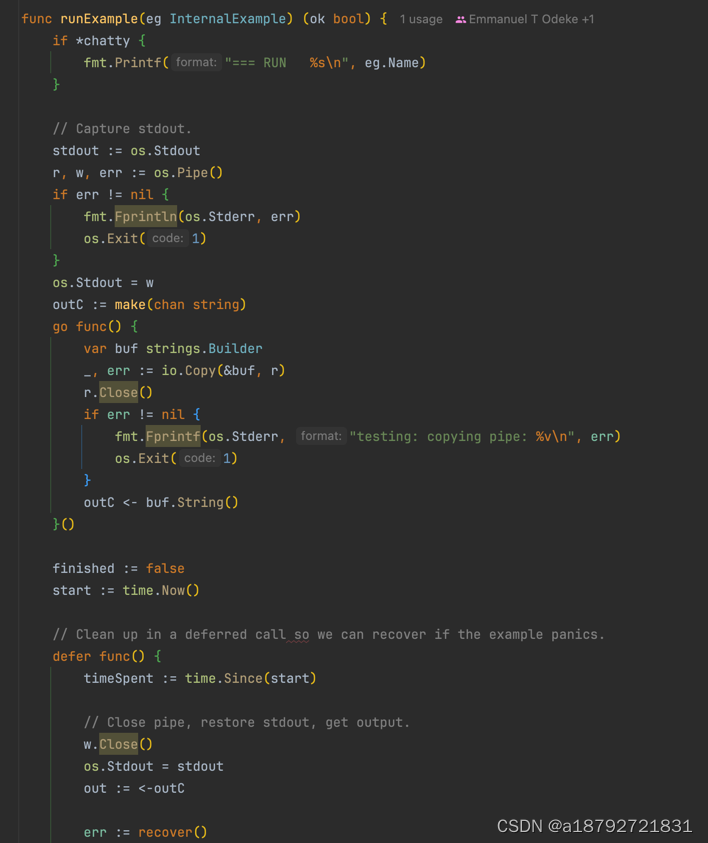 func runExample(eg InternalExample) (ok bool) { 1 usage Emmanuel T Odeke +1
    if *chatty {
        fmt.Printf( format: "=== RUN   %s\n", eg.Name)
    }

    // Capture stdout.
    stdout := os.Stdout
    r, w, err := os.Pipe()
    if err != nil {
        fmt.Fprintln(os.Stderr, err)
        os.Exit( code: 1)
    }
    os.Stdout = w
    outC := make(chan string)
    go func() {
        var buf strings.Builder
        _, err := io.Copy(&buf, r)
        r.Close()
        if err != nil {
            fmt.Fprintf(os.Stderr, format: "testing: copying pipe: %v\n", err)
            os.Exit( code: 1)
        }
        outC <- buf.String()
    }()

    finished := false
    start := time.Now()

    // Clean up in a deferred call so we can recover if the example panics.
    defer func() {
        timeSpent := time.Since(start)

        // Close pipe, restore stdout, get output.
        w.Close()
        os.Stdout = stdout
        out := <-outC

        err := recover()
CSDN @a18792721831